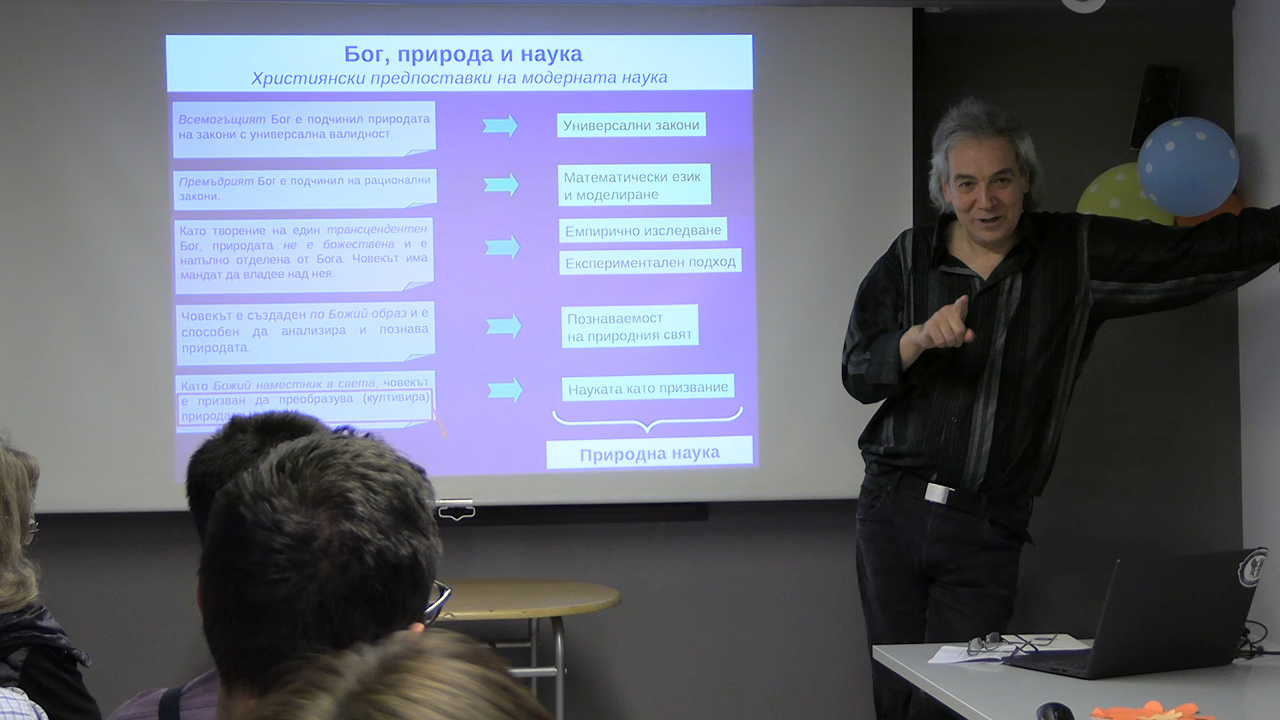 Бог, природа и наука
Християнски предпоставки на модерната наука
Всемогъщият Бог е подчинил природата
на закони с универсална валидност.
Универсални закони
Премъдрият Бог е подчинил на рационални
закони.
Математически език
и моделиране
Като творение на един трансцендентен
Бог, природата не е божествена и е
напълно отделена от Бога. Човекът има
мандат да владее над нея.
Емпирично изследване
Експериментален подход
Човекът е създаден по Божий образ и е
способен да анализира и познава
природата.
Познаваемост
на природния свят
Като Божий наместник в света, човекът
е призван да преобразува (култивира)
Науката като призвание
Природна наука